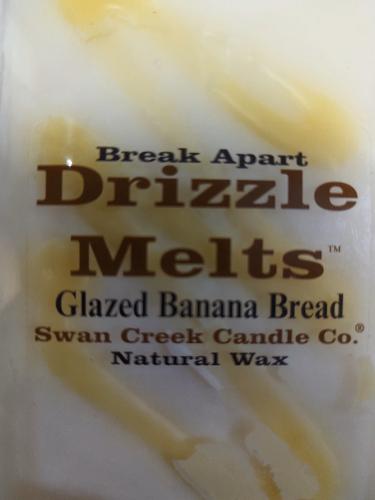 Break Apart
Drizzle
Melts™
Glazed Banana Bread
Swan Creek Candle Co.®
Natural Wax